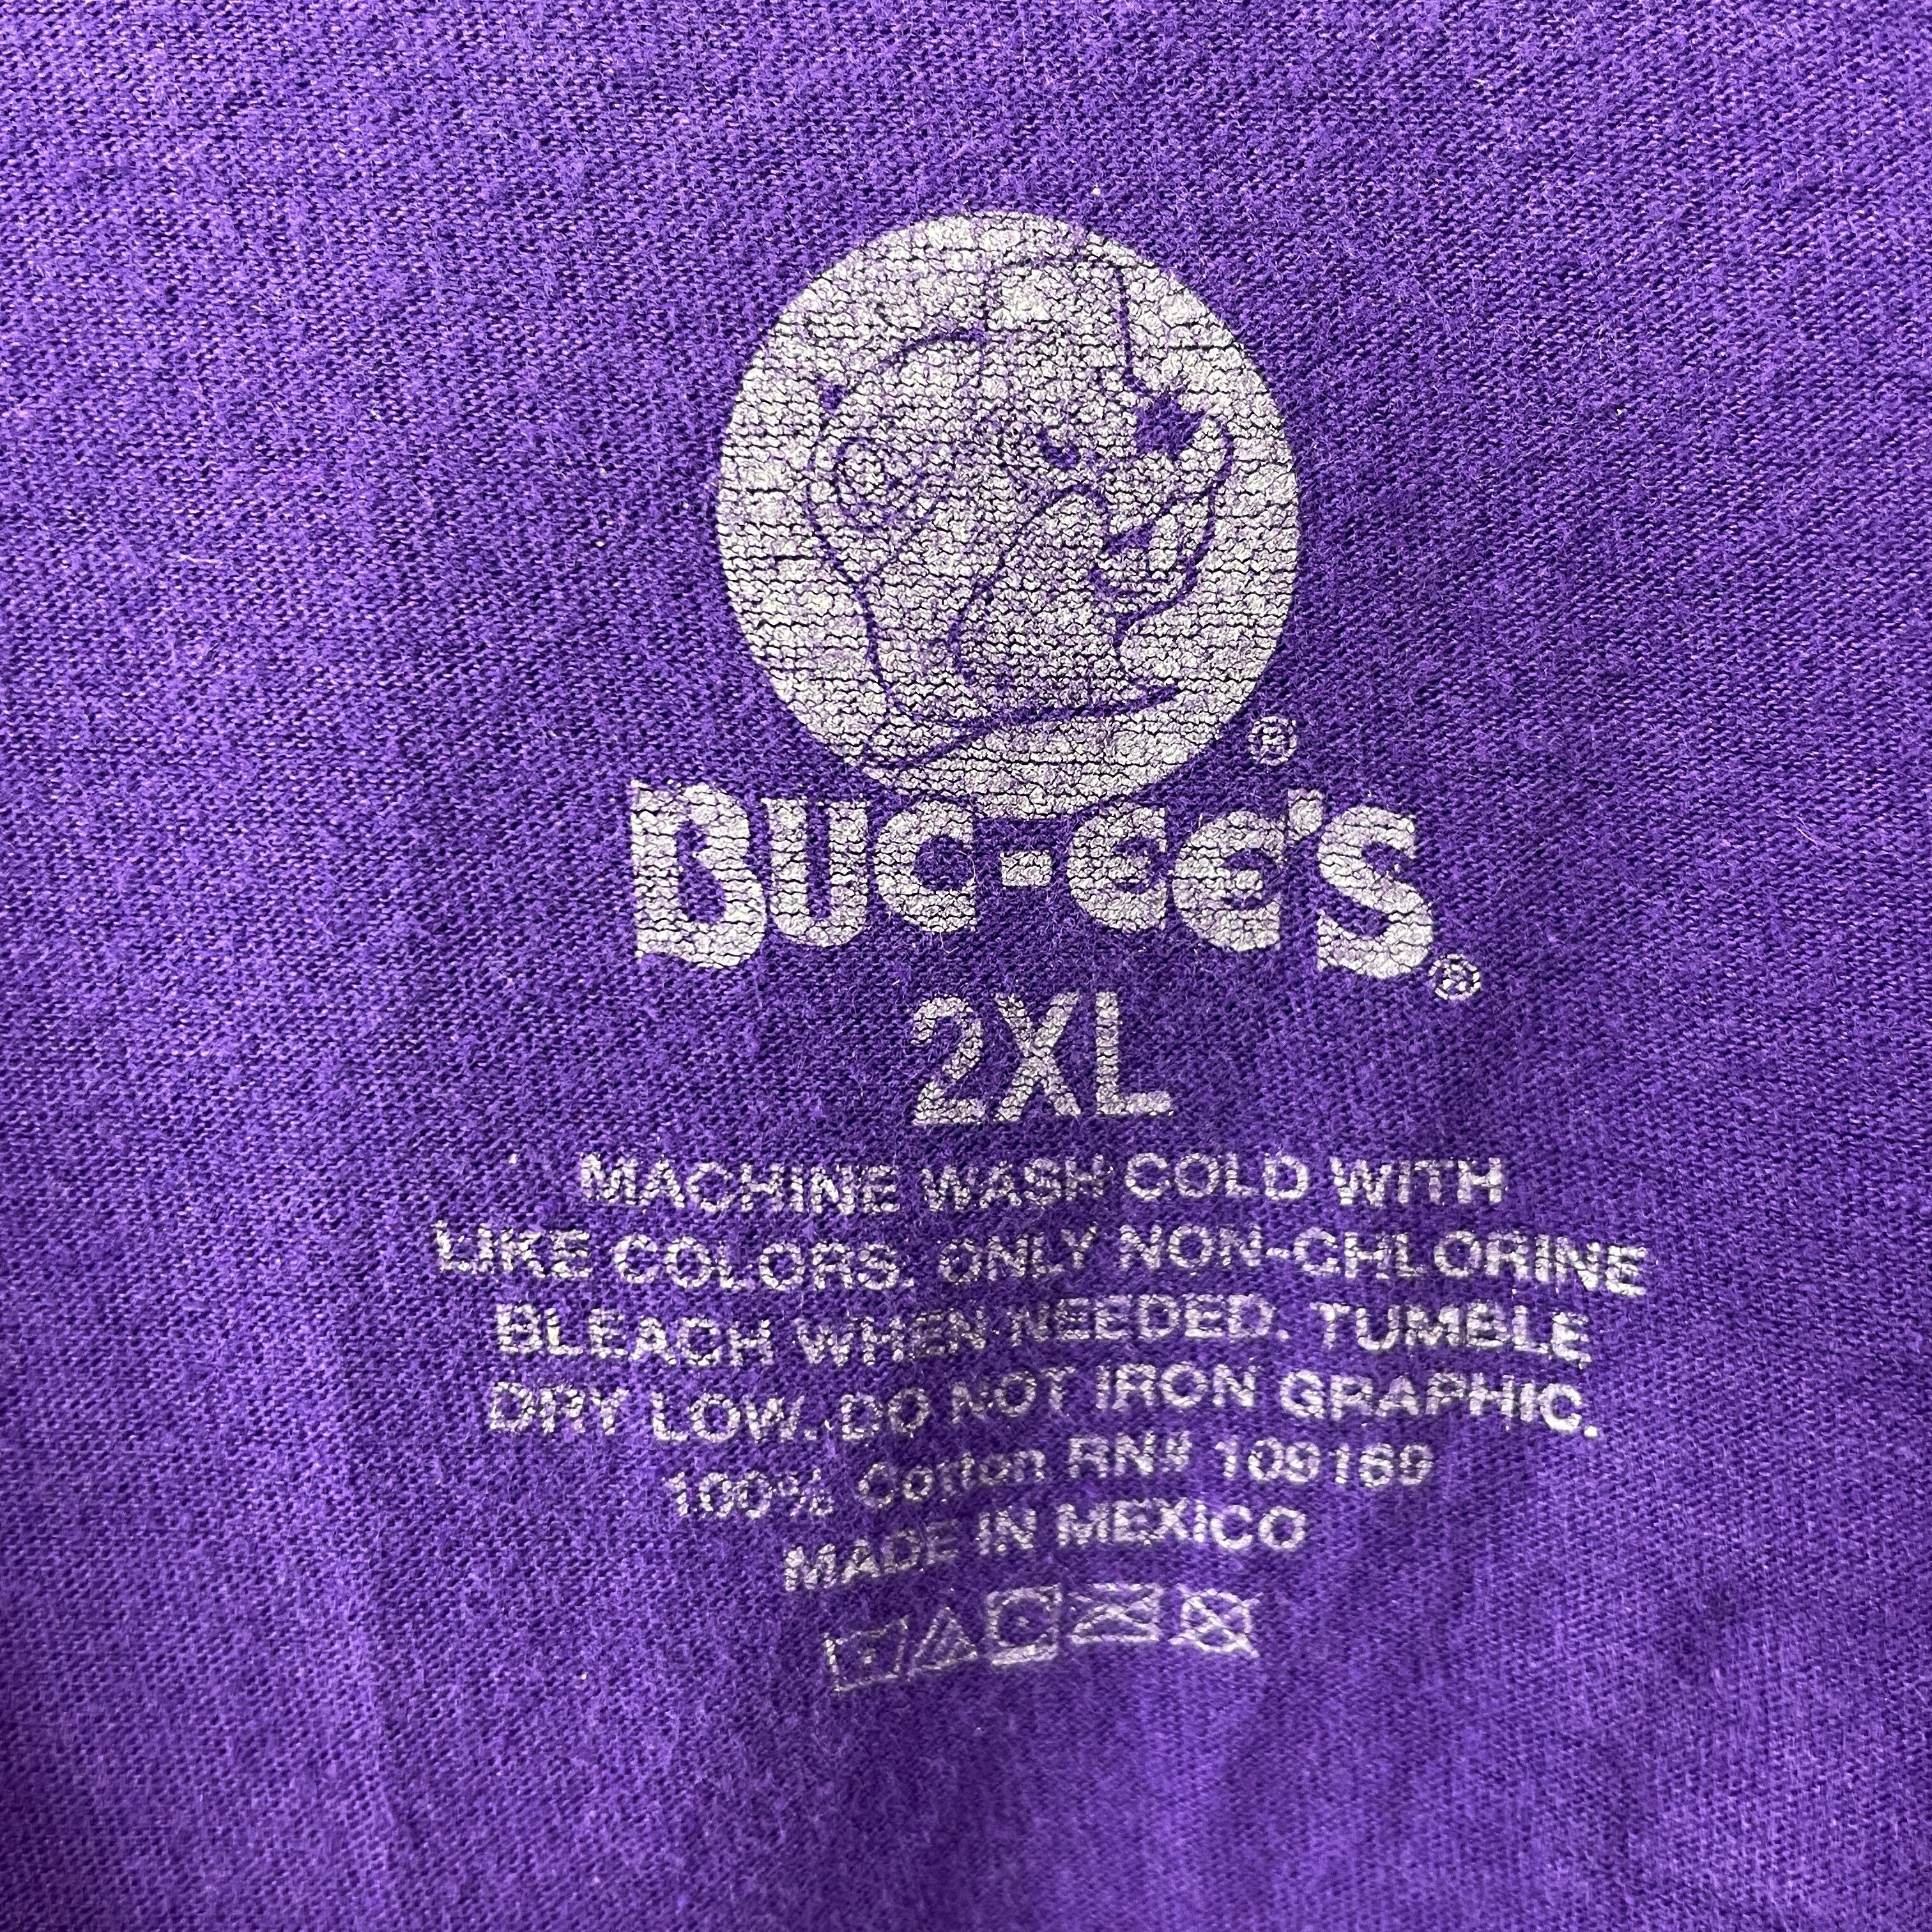 ®
BUC-EE'S®
2XL
MACHINE WASH COLD WITH
LIKE COLORS. ONLY NON-CHLORINE
BLEACH WHEN NEEDED. TUMBLE
DRY LOW. DO NOT IRON GRAPHIC.
100% Cotton RN# 109169
MADE IN MEXICO